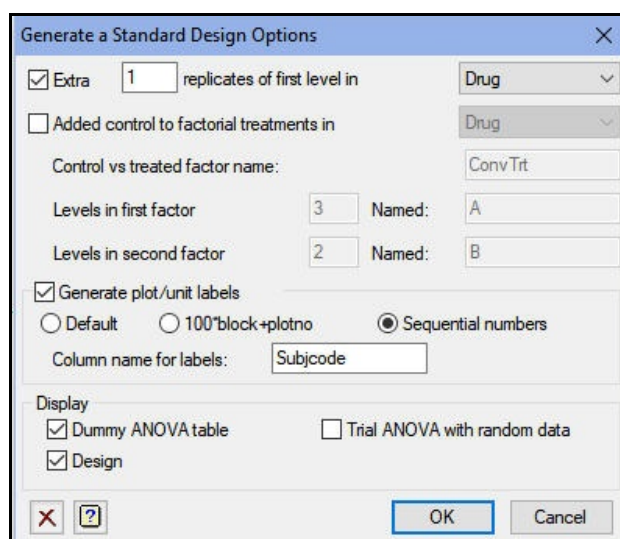 Generate a Standard Design Options
Extra 1 replicates of first level in Drug
Added control to factorial treatments in Drug
Control vs treated factor name: ConvTrt
Levels in first factor 3 Named: A
Levels in second factor 2 Named: B
Generate plot/unit labels
Default 100*block+plotno Sequential numbers
Column name for labels: Subjcode
Display
Dummy ANOVA table Trial ANOVA with random data
Design
OK Cancel